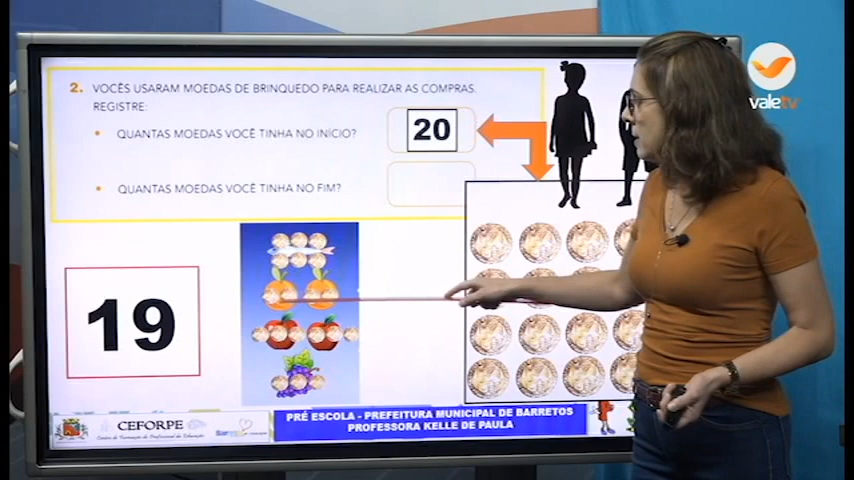 valetv
2. VOCÊS USARAM MOEDAS DE BRINQUEDO PARA REALIZAR AS COMPRAS.
REGISTRE:
• QUANTAS MOEDAS VOCÊ TINHA NO INÍCIO?
20
• QUANTAS MOEDAS VOCÊ TINHA NO FIM?
19
CEFORPE
PRÉ ESCOLA - PREFEITURA MUNICIPAL DE BARRETOS
PROFESSORA KELLE DE PAULA